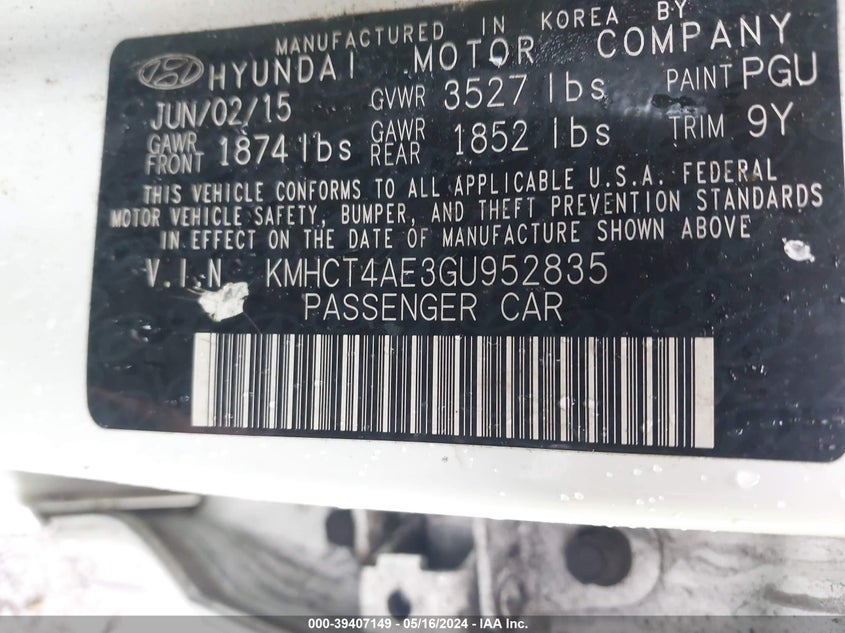 MANUFACTURED IN KOREA BY
HYUNDAI MOTOR COMPANY
JUN/02/15 GVWR 3527 lbs PAINT PGU
GAWR FRONT 1874 lbs GAWR REAR 1852 lbs TRIM 9Y
THIS VEHICLE CONFORMS TO ALL APPLICABLE U.S.A. FEDERAL
MOTOR VEHICLE SAFETY, BUMPER, AND THEFT PREVENTION STANDARDS
IN EFFECT ON THE DATE OF MANUFACTURE SHOWN ABOVE
V.I.N KMHCT4AE3GU952835
PASSENGER CAR
000-39407149 - 05/16/2024 - IAA Inc.